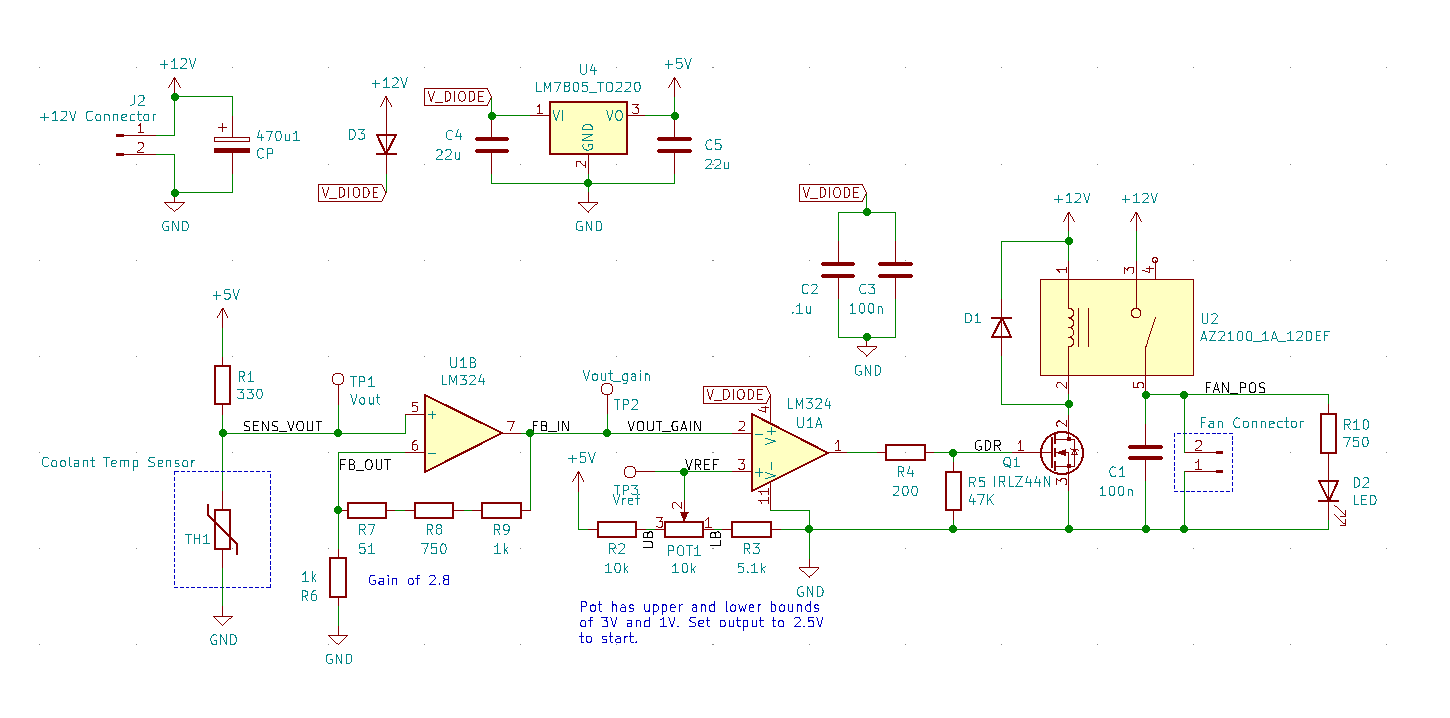 +12V
J2
+12V Connector
1
2
+
470u1
CP
GND
+12V
D3
V_DIODE
V_DIODE
U4
LM7805_TO220
1
VI
VO
3
GND
2
+5V
C4
22u
C5
22u
GND
V_DIODE
C2
.1u
C3
100n
GND
+12V
+12V
1
3
4
D1
U2
AZ2100_1A_12DEF
2
5
FAN_POS
+5V
R1
330
SENS_VOUT
TP1
Vout
Coolant Temp Sensor
TH1
GND
U1B
LM324
5
+
6
-
7
FB_OUT
FB_IN
R7
51
R8
750
R9
1k
1k
R6
Gain of 2.8
GND
Vout_gain
TP2
VOUT_GAIN
V_DIODE
LM324
U1A
4
V+
2
-
3
+
V-
11
1
VREF
TP3
Vref
+5V
R2
10k
UB
3
2
1
POT1
10k
LB
R3
5.1k
GND
Pot has upper and lower bounds
of 3V and 1V. Set output to 2.5V
to start.
R4
200
GDR
R5
47K
Q1
IRLZ44N
1
2
3
C1
100n
Fan Connector
2
1
R10
750
D2
LED